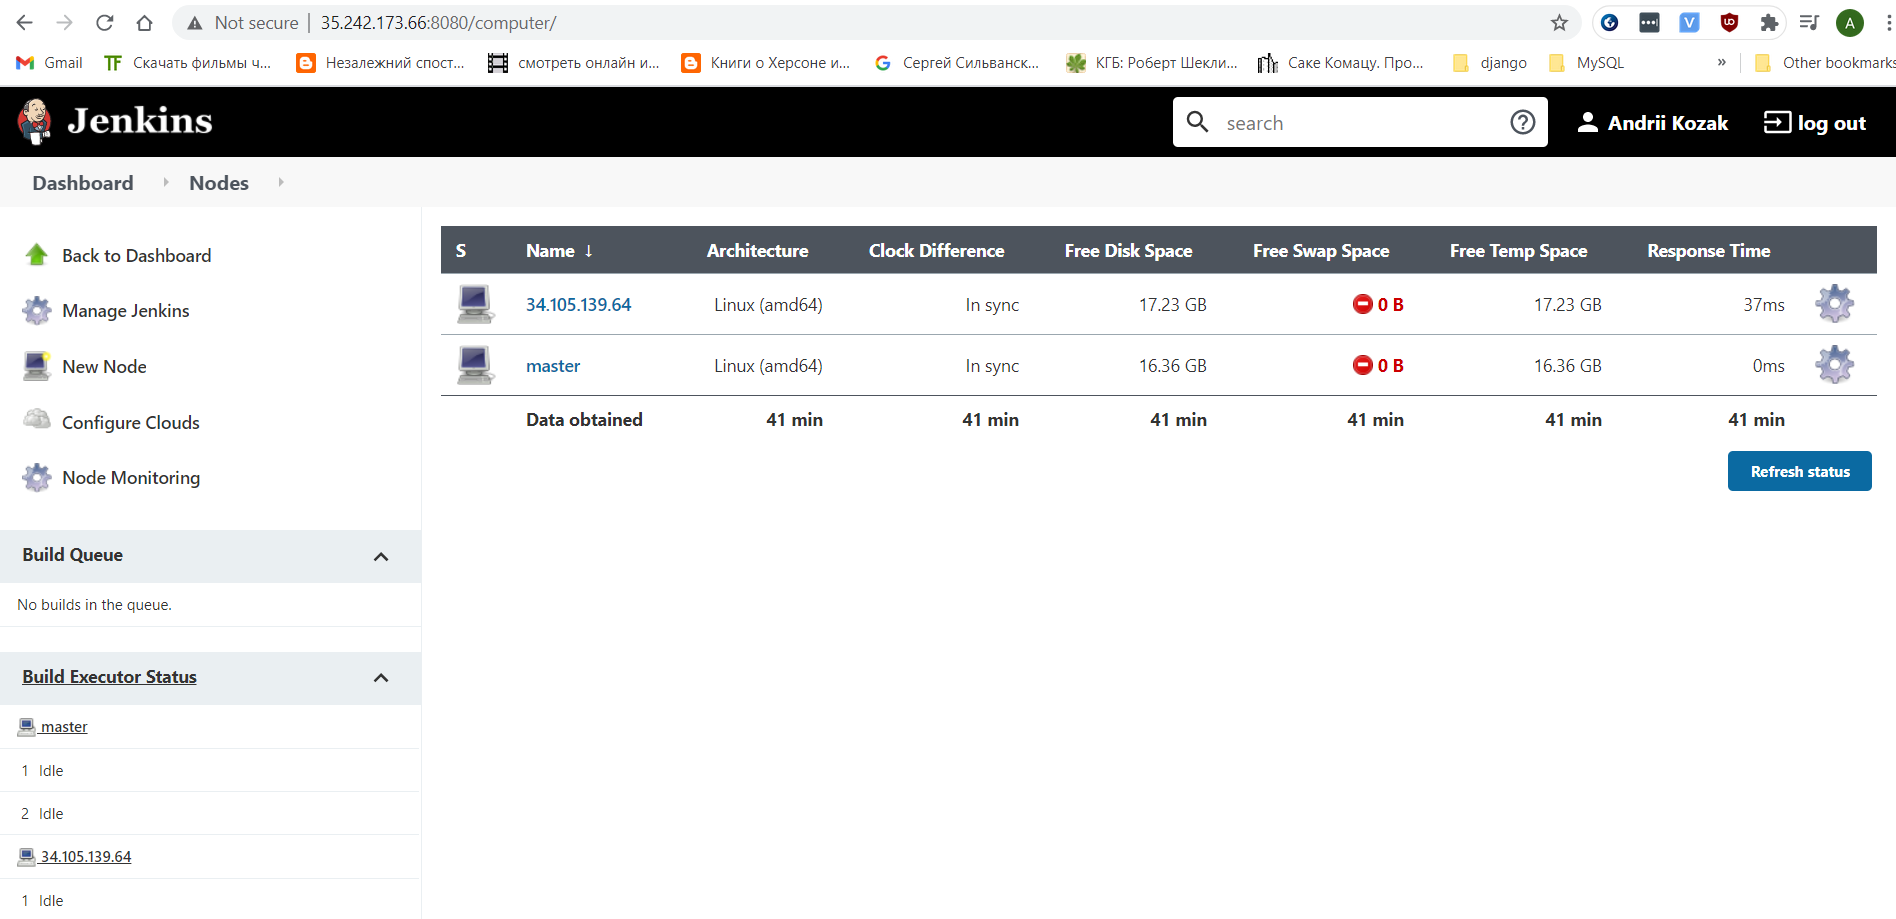 Not secure | 35.242.173.66:8080/computer/
A
Gmail TF Скачать фильмы ч... Незалежний спост... смотреть онлайн и... Книги о Херсоне и... Сергей Сильванск... КГБ: Роберт Шекли... Саке Комацу. Про... django MySQL » Other bookmarks
Jenkins search Andrii Kozak log out
Dashboard Nodes
Back to Dashboard
Manage Jenkins
New Node
Configure Clouds
Node Monitoring
Build Queue
No builds in the queue.
Build Executor Status
master
1 Idle
2 Idle
34.105.139.64
1 Idle
S Name ↓ Architecture Clock Difference Free Disk Space Free Swap Space Free Temp Space Response Time
34.105.139.64 Linux (amd64) In sync 17.23 GB 0 B 17.23 GB 37ms
master Linux (amd64) In sync 16.36 GB 0 B 16.36 GB 0ms
Data obtained 41 min 41 min 41 min 41 min 41 min 41 min
Refresh status